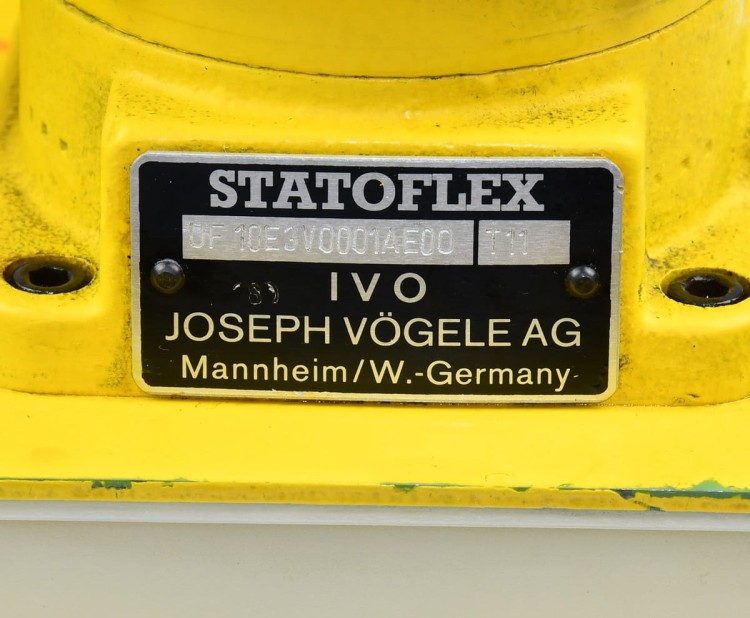 STATOFLEX
DF 10E3V0001AE00 T11
IVO
JOSEPH VÖGELE AG
Mannheim/W.-Germany